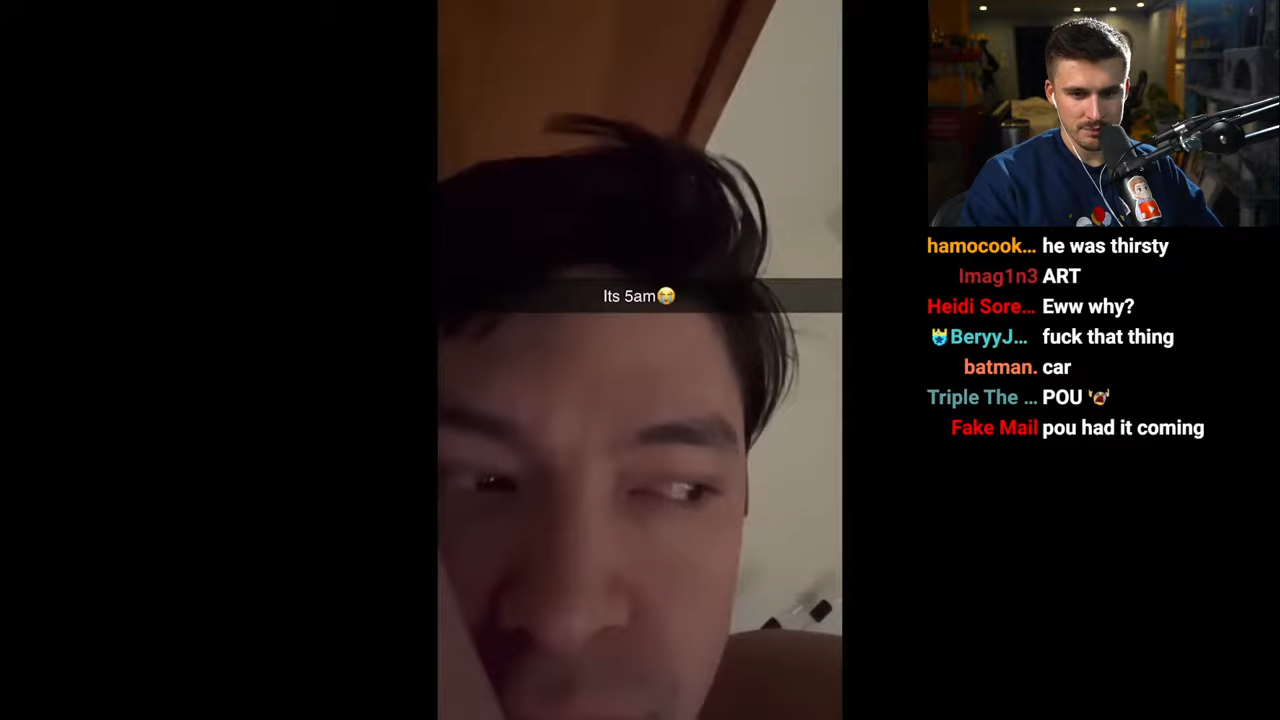 Its 5am😭
hamocook… he was thirsty
Imag1n3 ART
Heidi Sore… Eww why?
BeryyJ… fuck that thing
batman. car
Triple The … POU
Fake Mail pou had it coming